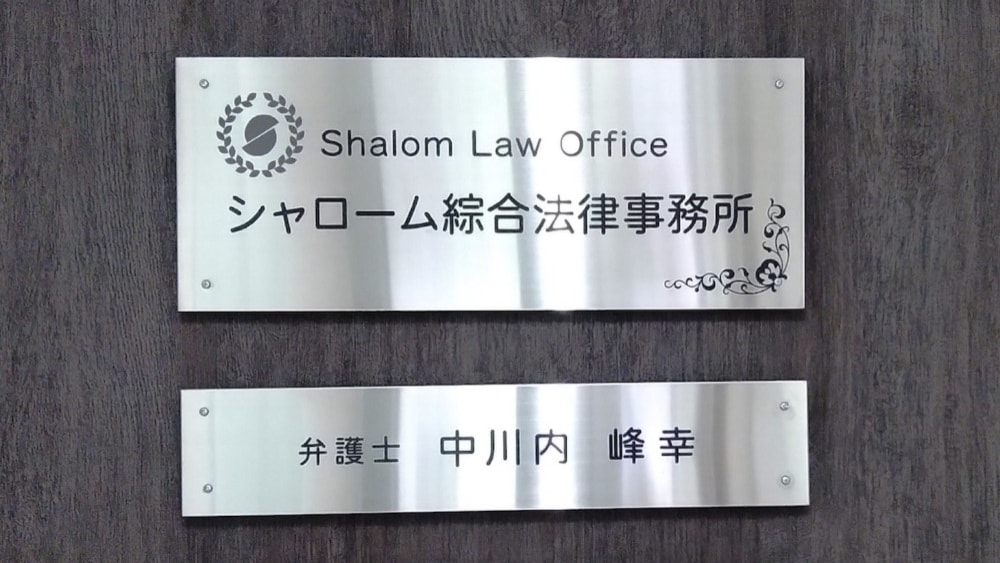 Shalom Law Office
シャローム綜合法律事務所
弁護士 中川内 峰幸